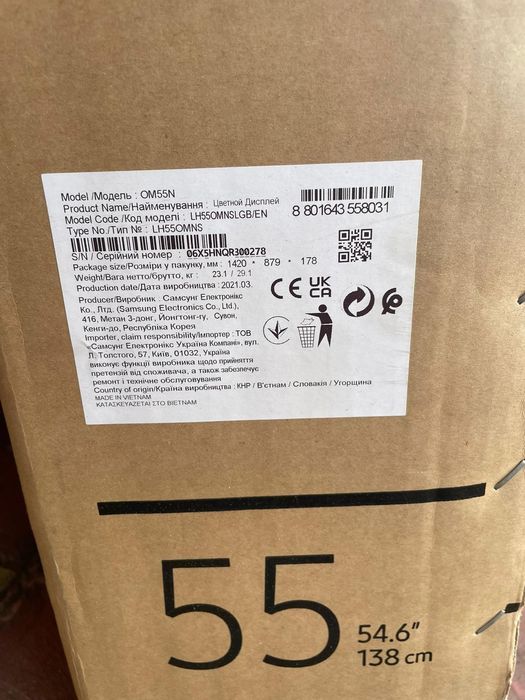 Model /Модель : OM55N
Product Name/Найменування : Цветной Дисплей
Model Code /Код моделі : LH55OMNSLGB/EN
Type No./Тип № : LH55OMNS
8 801643 558031
S/N / Серійний номер : 06X5HNQR300278
Package size/Розміри у пакунку, мм : 1420 * 879 * 178
Weight/Вага нетто/брутто, кг : 23.1 / 29.1
Production date/Дата виробництва : 2021.03.
Producer/Виробник : Самсунг Електронікс
Ко., Лтд. (Samsung Electronics Co., Ltd.),
416, Метан 3-донг, Йонгтонг-гу, Сувон,
Кенги-до, Республіка Корея
Importer, claim responsibility/Імпортер : ТОВ
«Самсунг Електронікс Україна Компані», вул.
Л. Толстого, 57, Київ, 01032, Україна
виконує функції виробника щодо прийняття
претензій від споживача, а також забезпечує
ремонт і технічне обслуговування
Country of origin/Країна виробництва : КНР / В'єтнам / Словакія / Угорщина
MADE IN VIETNAM
ΚΑΤΑΣΚΕΥΑΖΕΤΑΙ ΣΤΟ ΒΙΕΤΝΑΜ
CE UK
CA
55
54.6"
138 cm